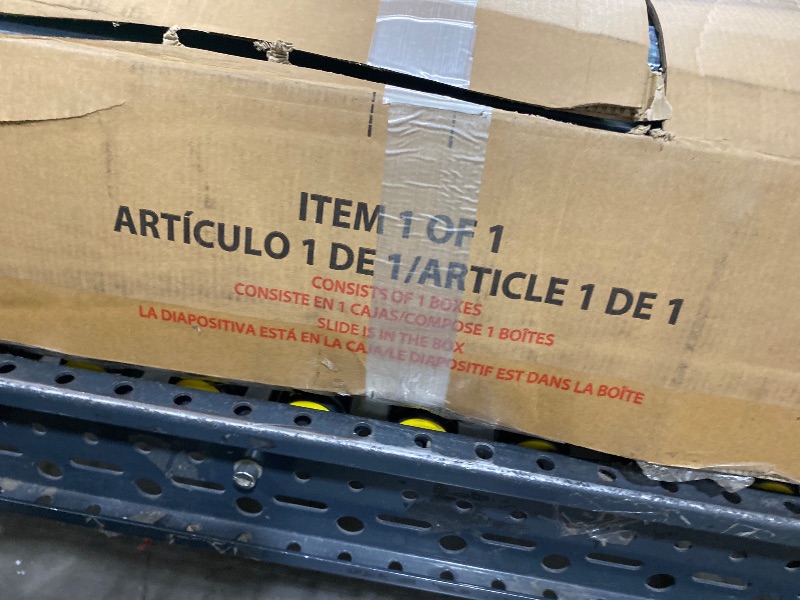 ITEM 1 OF 1
ARTÍCULO 1 DE 1/ARTICLE 1 DE 1
CONSISTS OF 1 BOXES
CONSISTE EN 1 CAJAS/COMPOSE 1 BOÎTES
SLIDE IS IN THE BOX
LA DIAPOSITIVA ESTÁ EN LA CAJA/LE DIAPOSITIF EST DANS LA BOÎTE